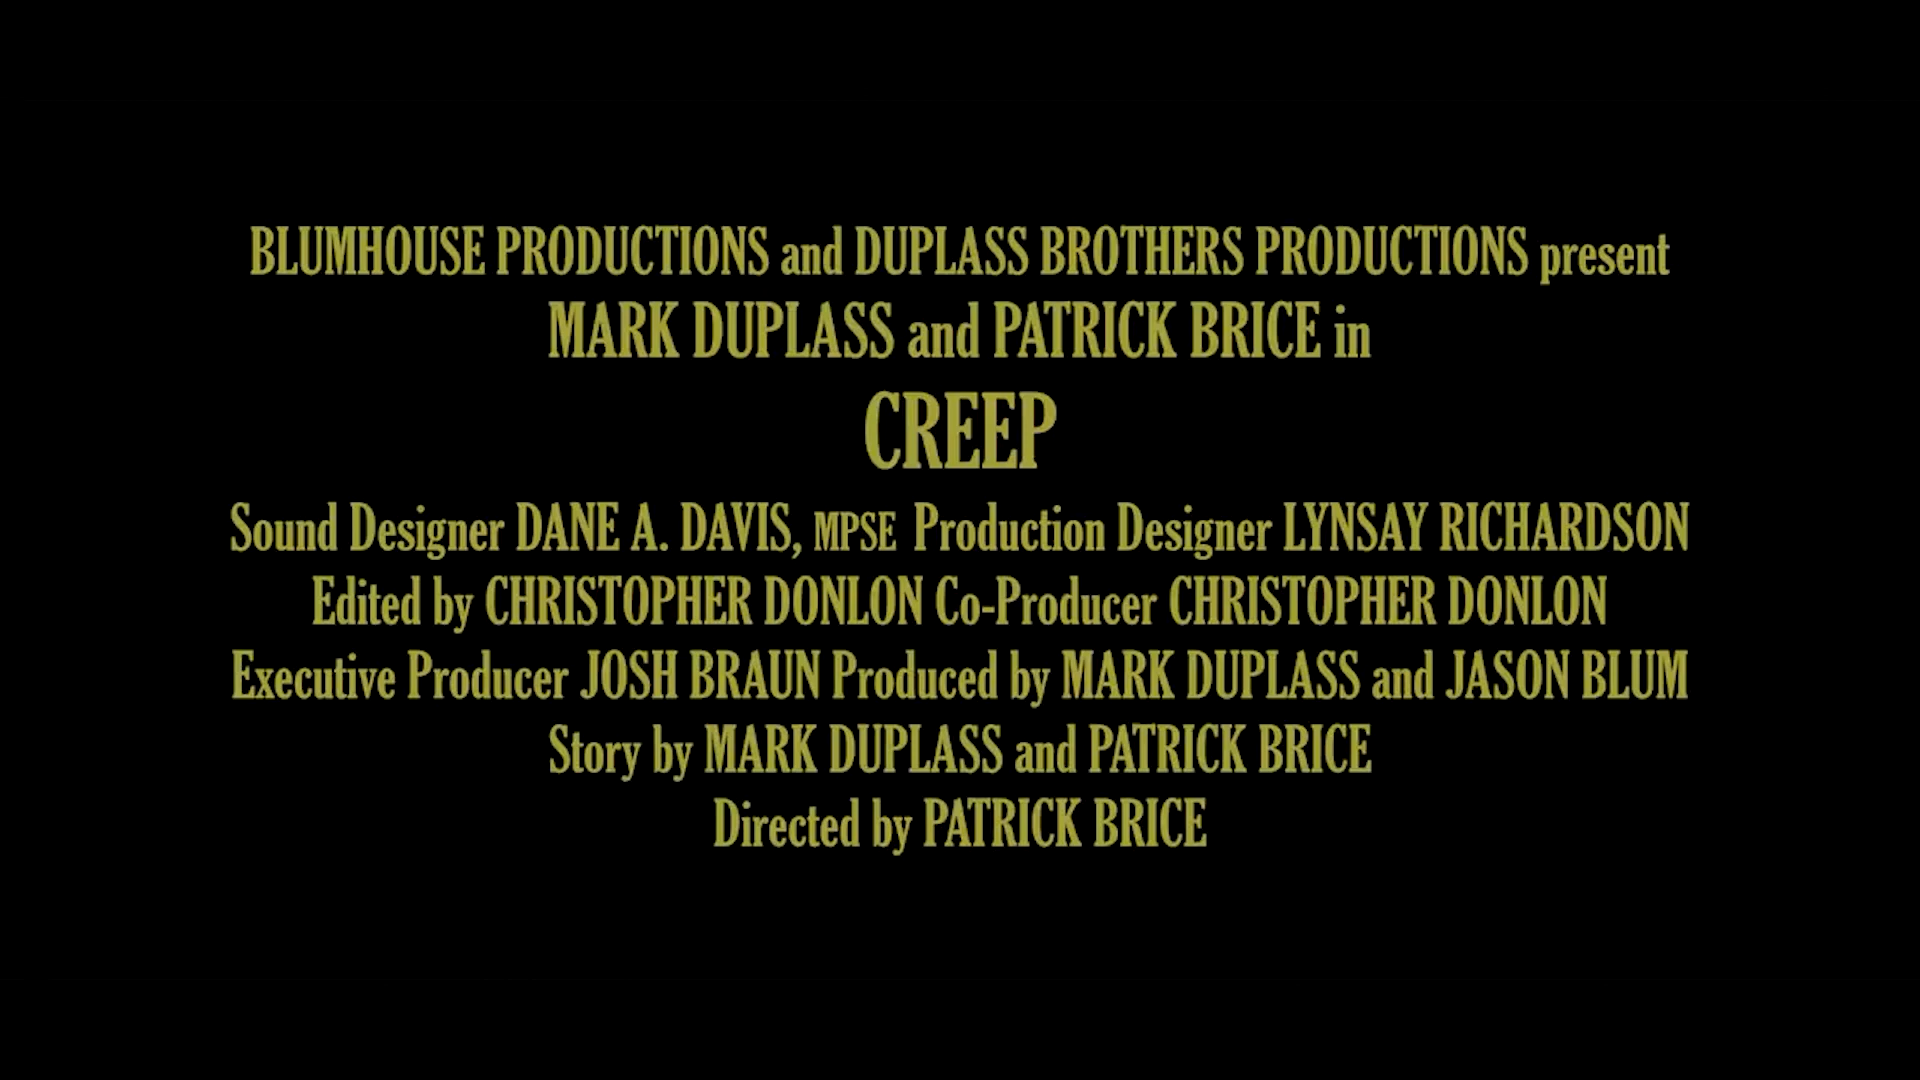 BLUMHOUSE PRODUCTIONS and DUPLASS BROTHERS PRODUCTIONS present
MARK DUPLASS and PATRICK BRICE in
CREEP
Sound Designer DANE A. DAVIS, MPSE Production Designer LYNSAY RICHARDSON
Edited by CHRISTOPHER DONLON Co-Producer CHRISTOPHER DONLON
Executive Producer JOSH BRAUN Produced by MARK DUPLASS and JASON BLUM
Story by MARK DUPLASS and PATRICK BRICE
Directed by PATRICK BRICE